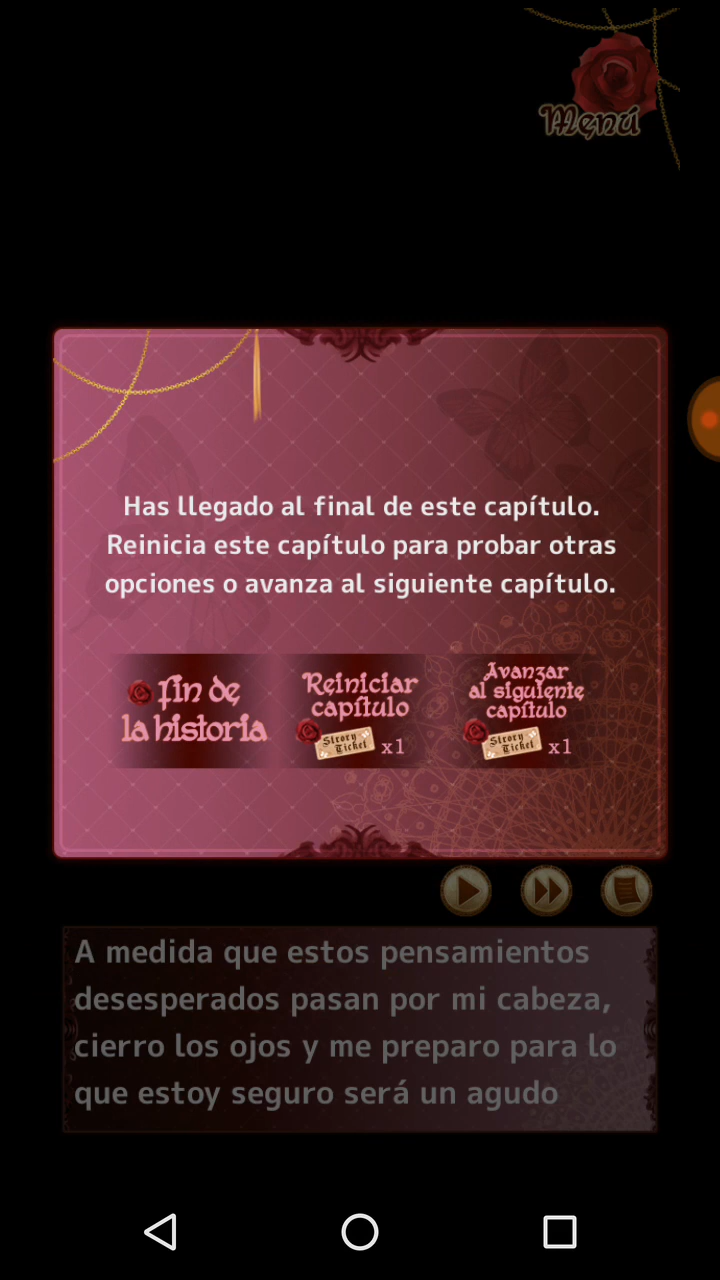 Menú
Has llegado al final de este capítulo.
Reinicia este capítulo para probar otras
opciones o avanza al siguiente capítulo.
fin de
la historia
Reiniciar
capítulo
Strory
Ticket
x1
Avanzar
al siguiente
capítulo
Strory
Ticket
x1
A medida que estos pensamientos
desesperados pasan por mi cabeza,
cierro los ojos y me preparo para lo
que estoy seguro será un agudo